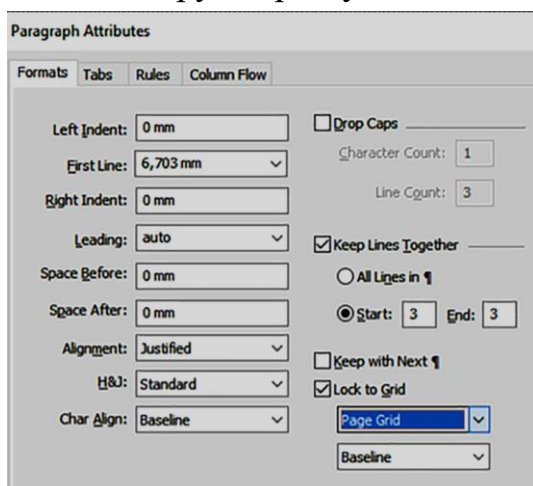 Paragraph Attributes
Formats Tabs Rules Column Flow
Left Indent: 0 mm
First Line: 6,703 mm
Right Indent: 0 mm
Leading: auto
Space Before: 0 mm
Space After: 0 mm
Alignment: Justified
H&J: Standard
Char Align: Baseline
Drop Caps
Character Count: 1
Line Count: 3
Keep Lines Together
All Lines in ¶
Start: 3 End: 3
Keep with Next ¶
Lock to Grid
Page Grid
Baseline